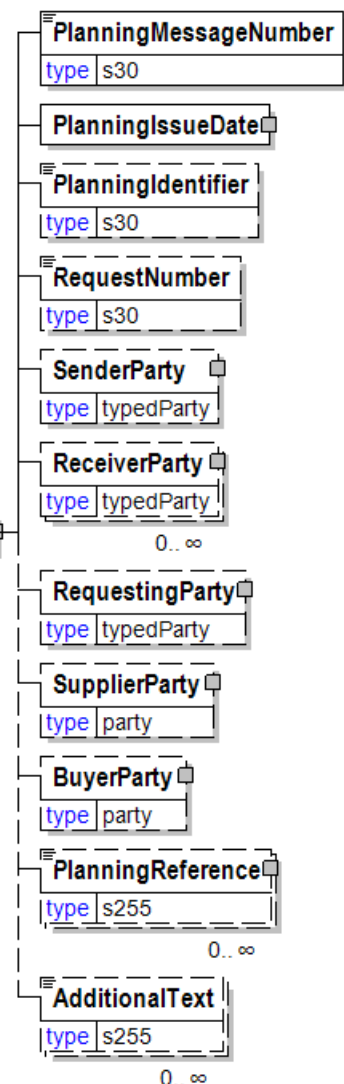 PlanningMessageNumber
type s30
PlanningIssueDate
PlanningIdentifier
type s30
RequestNumber
type s30
SenderParty
type typedParty
ReceiverParty
type typedParty
0.. ∞
RequestingParty
type typedParty
SupplierParty
type party
BuyerParty
type party
PlanningReference
type s255
0.. ∞
AdditionalText
type s255
0.. ∞